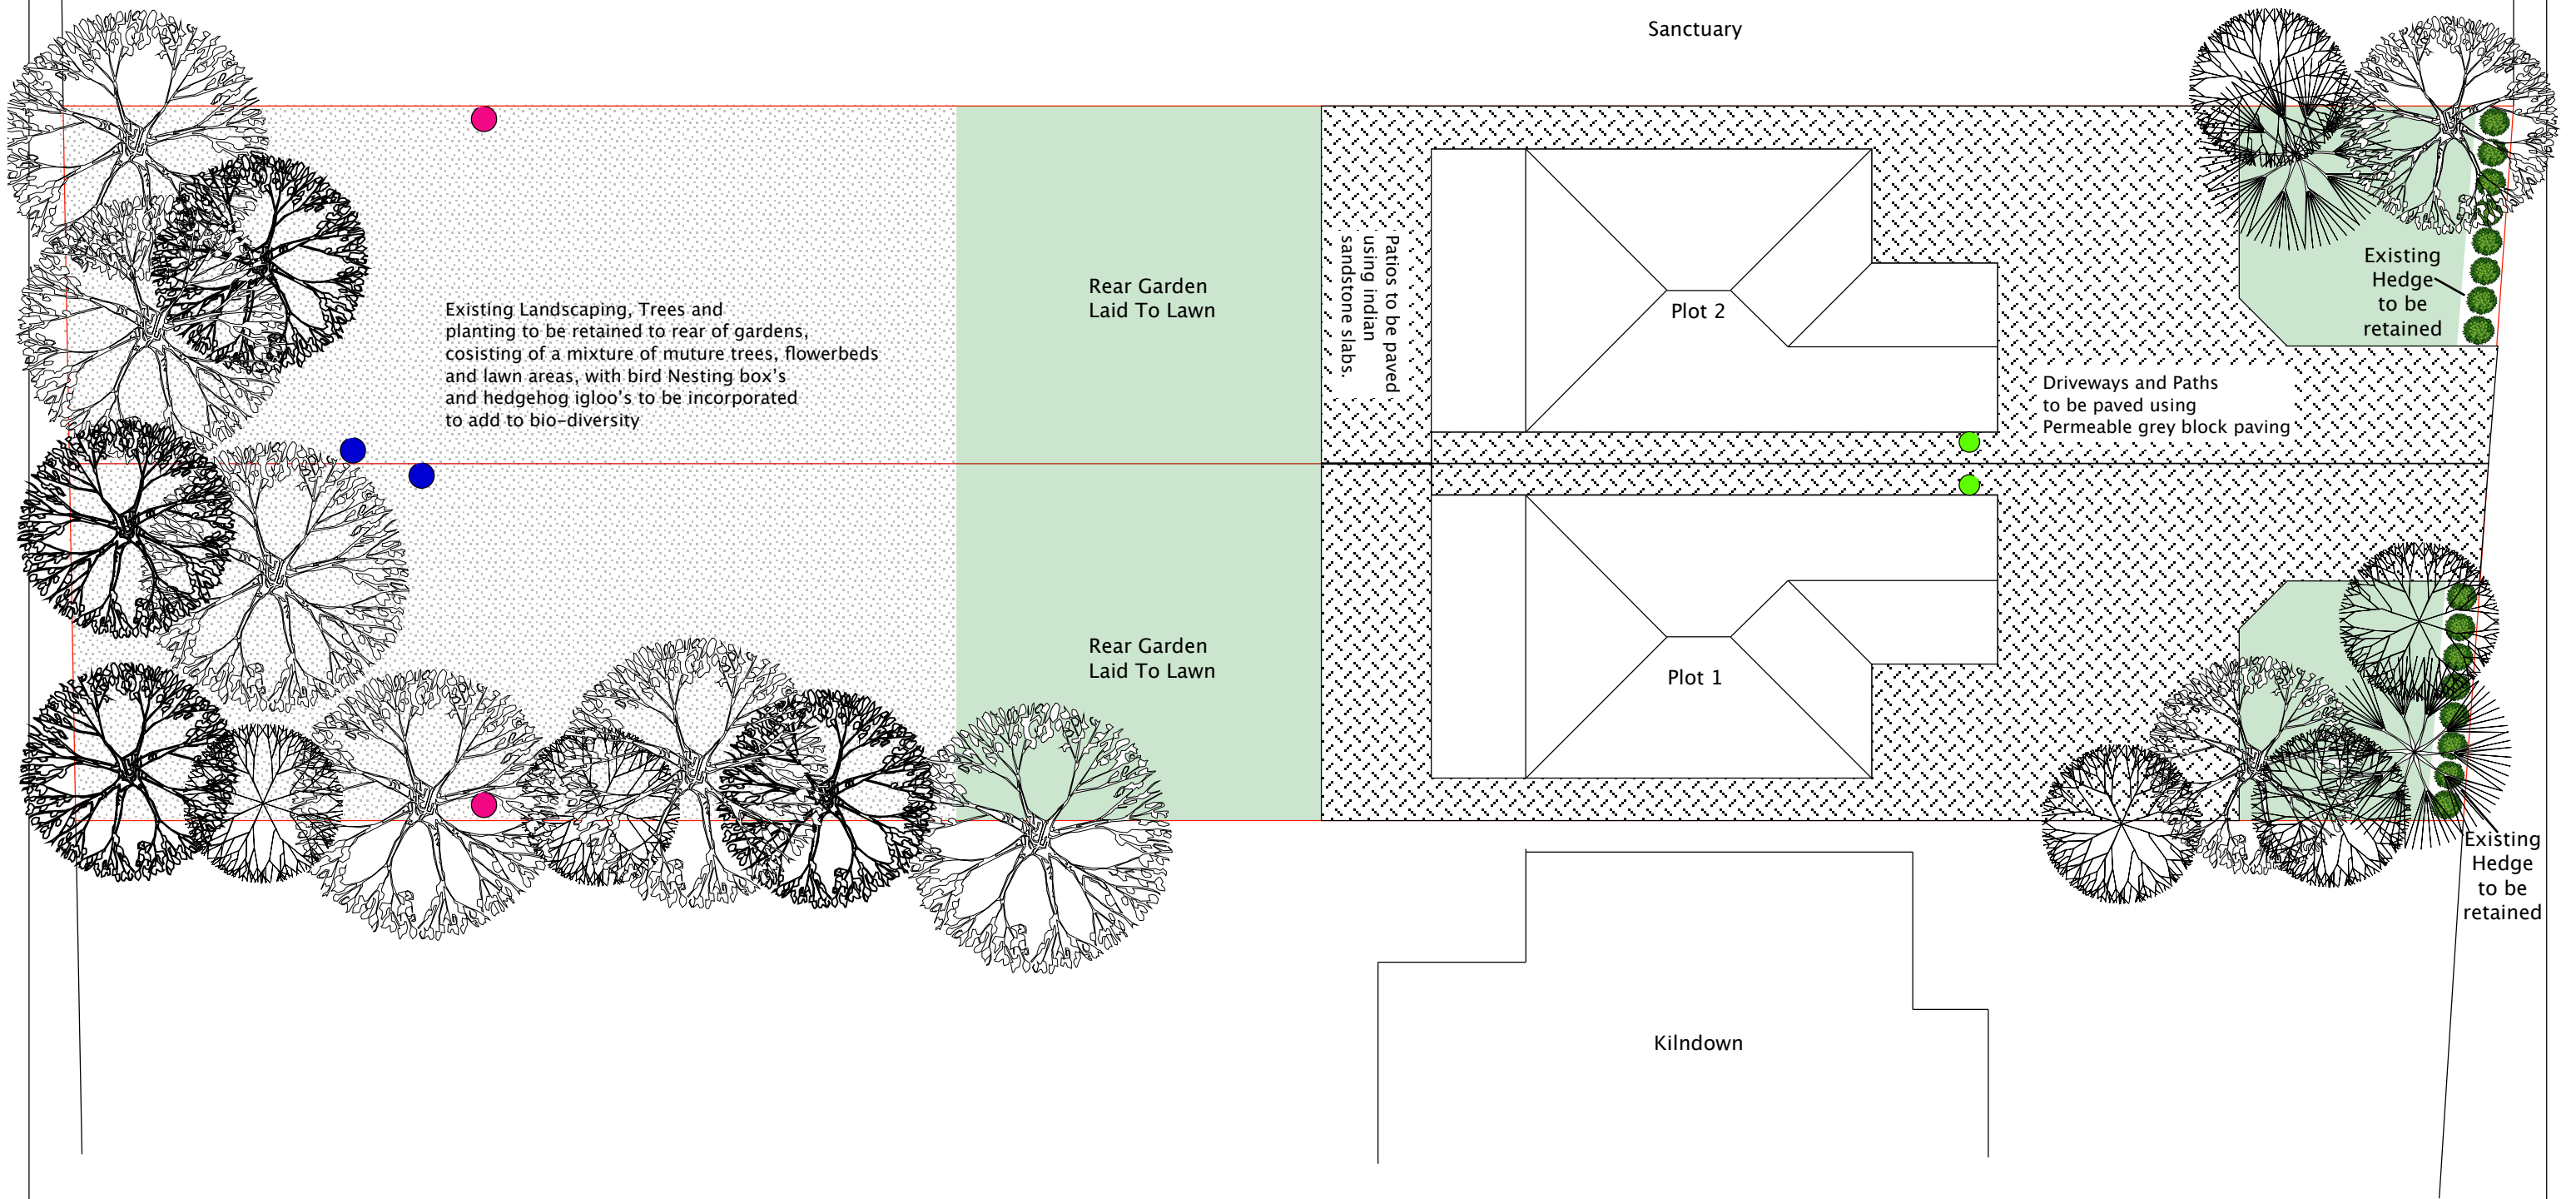 Sanctuary
Existing Landscaping, Trees and
planting to be retained to rear of gardens,
cosisting of a mixture of muture trees, flowerbeds
and lawn areas, with bird Nesting box's
and hedgehog igloo's to be incorporated
to add to bio-diversity
Rear Garden
Laid To Lawn
Patios to be paved
using indian
sandstone slabs.
Plot 2
Existing
Hedge
to be
retained
Driveways and Paths
to be paved using
Permeable grey block paving
Rear Garden
Laid To Lawn
Plot 1
Existing
Hedge
to be
retained
Kilndown